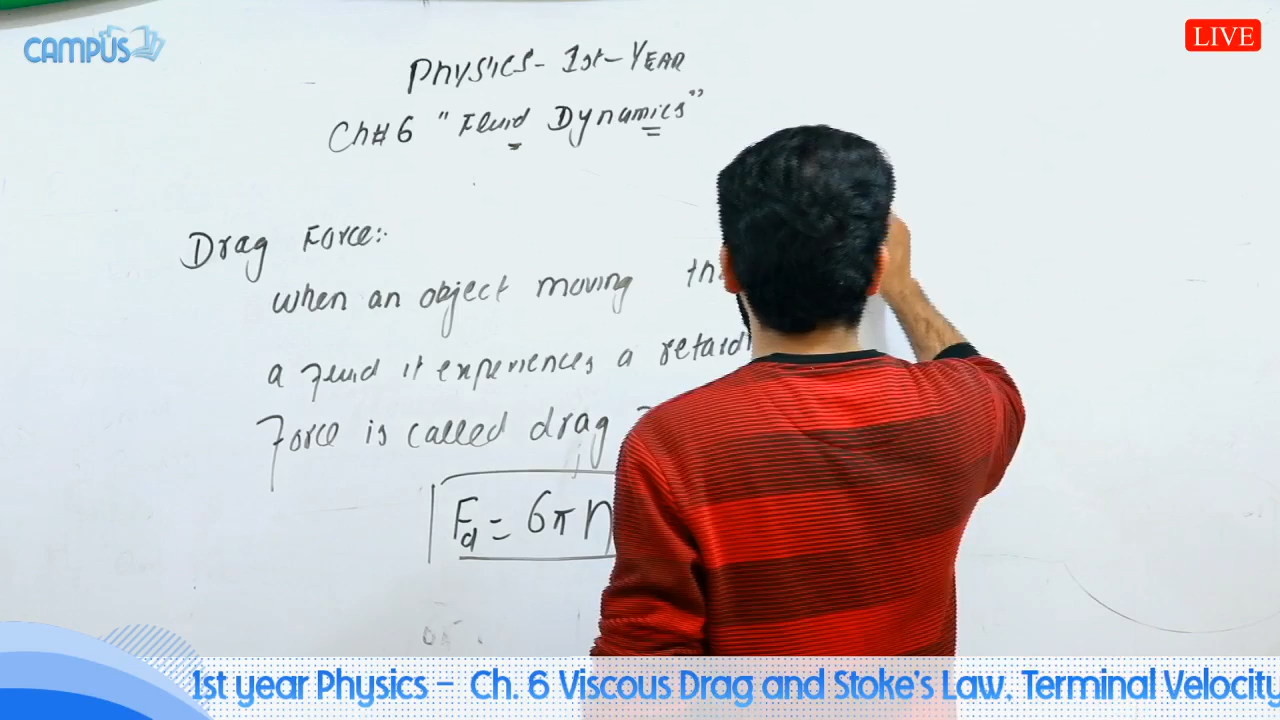 CAMPUS
LIVE
Physics - 1st - YEAR
Ch# 6 "Fluid Dynamics"
Drag Force:
when an object moving
a fluid it experiences a
Force is called drag
Fd = 6πη
1st year Physics - Ch. 6 Viscous Drag and Stoke's Law, Terminal Velocity